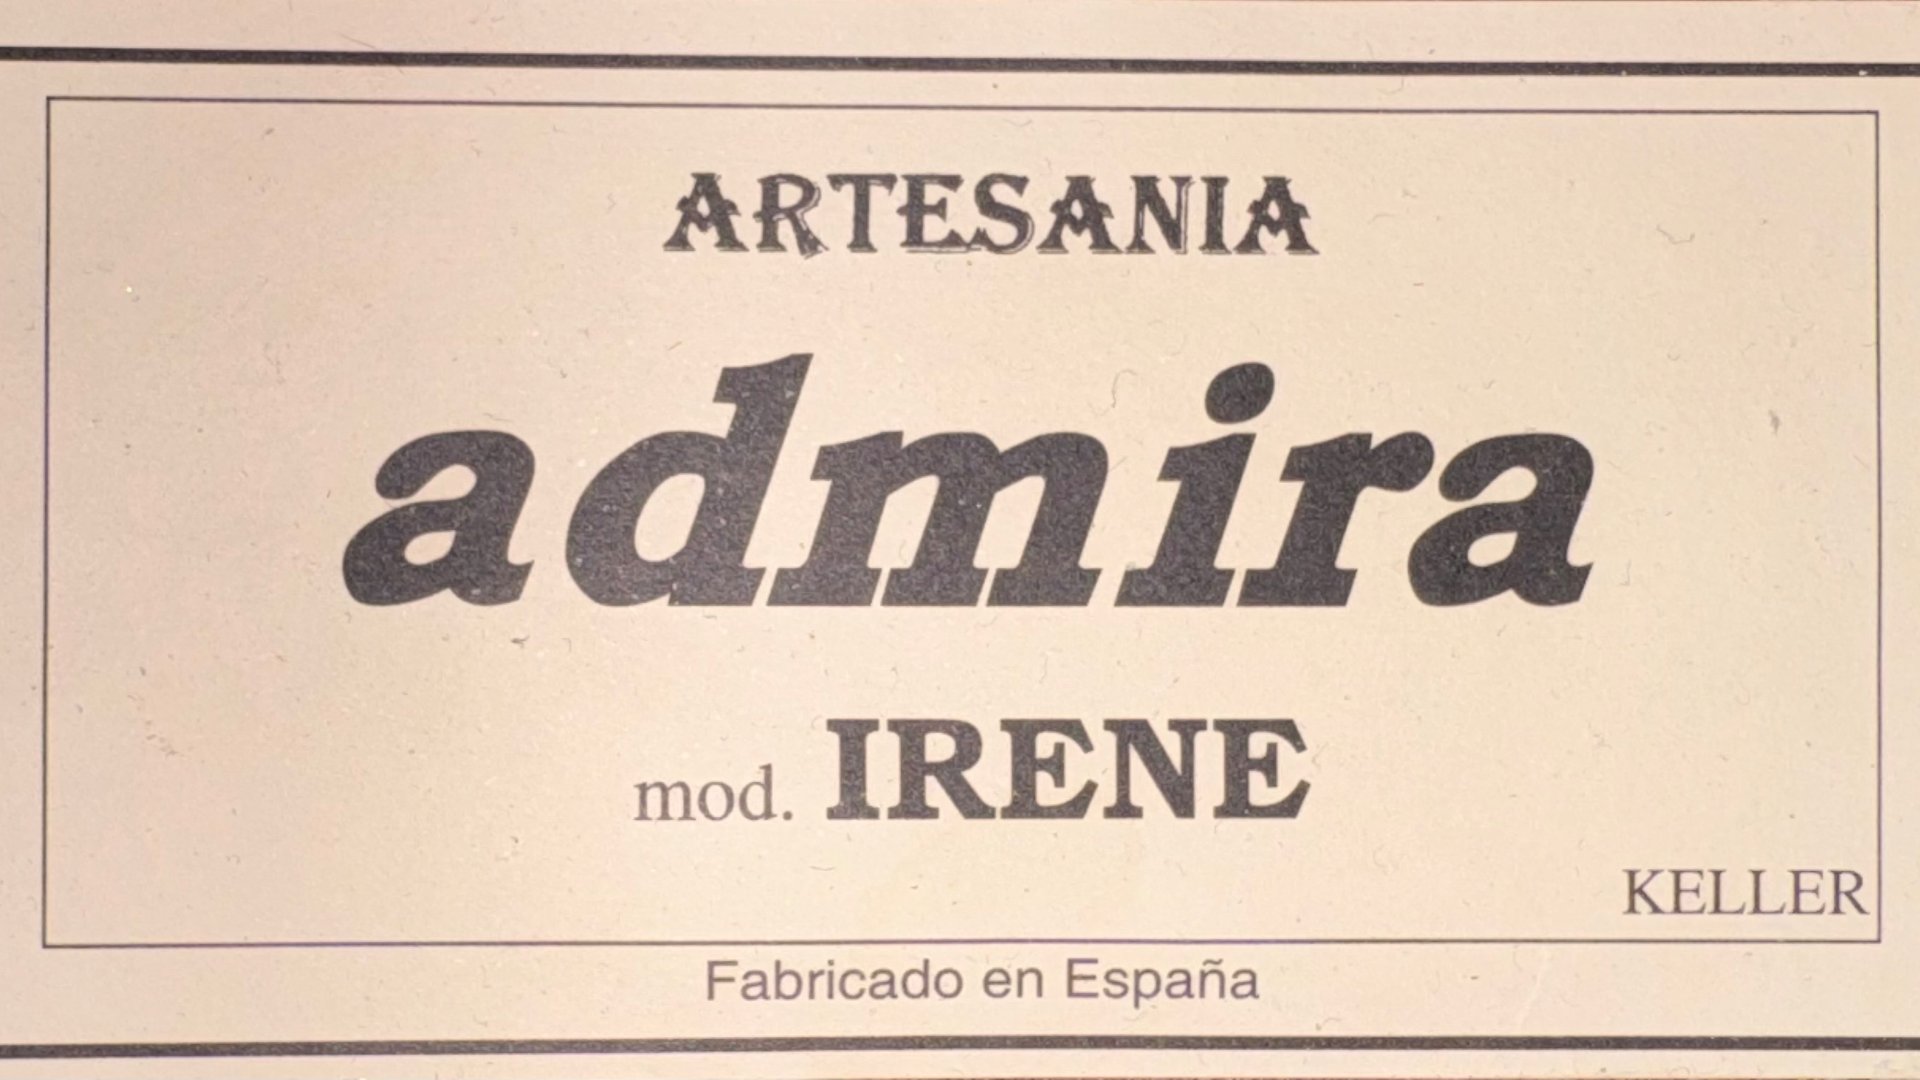 ARTESANIA
admira
mod. IRENE
KELLER
Fabricado en España